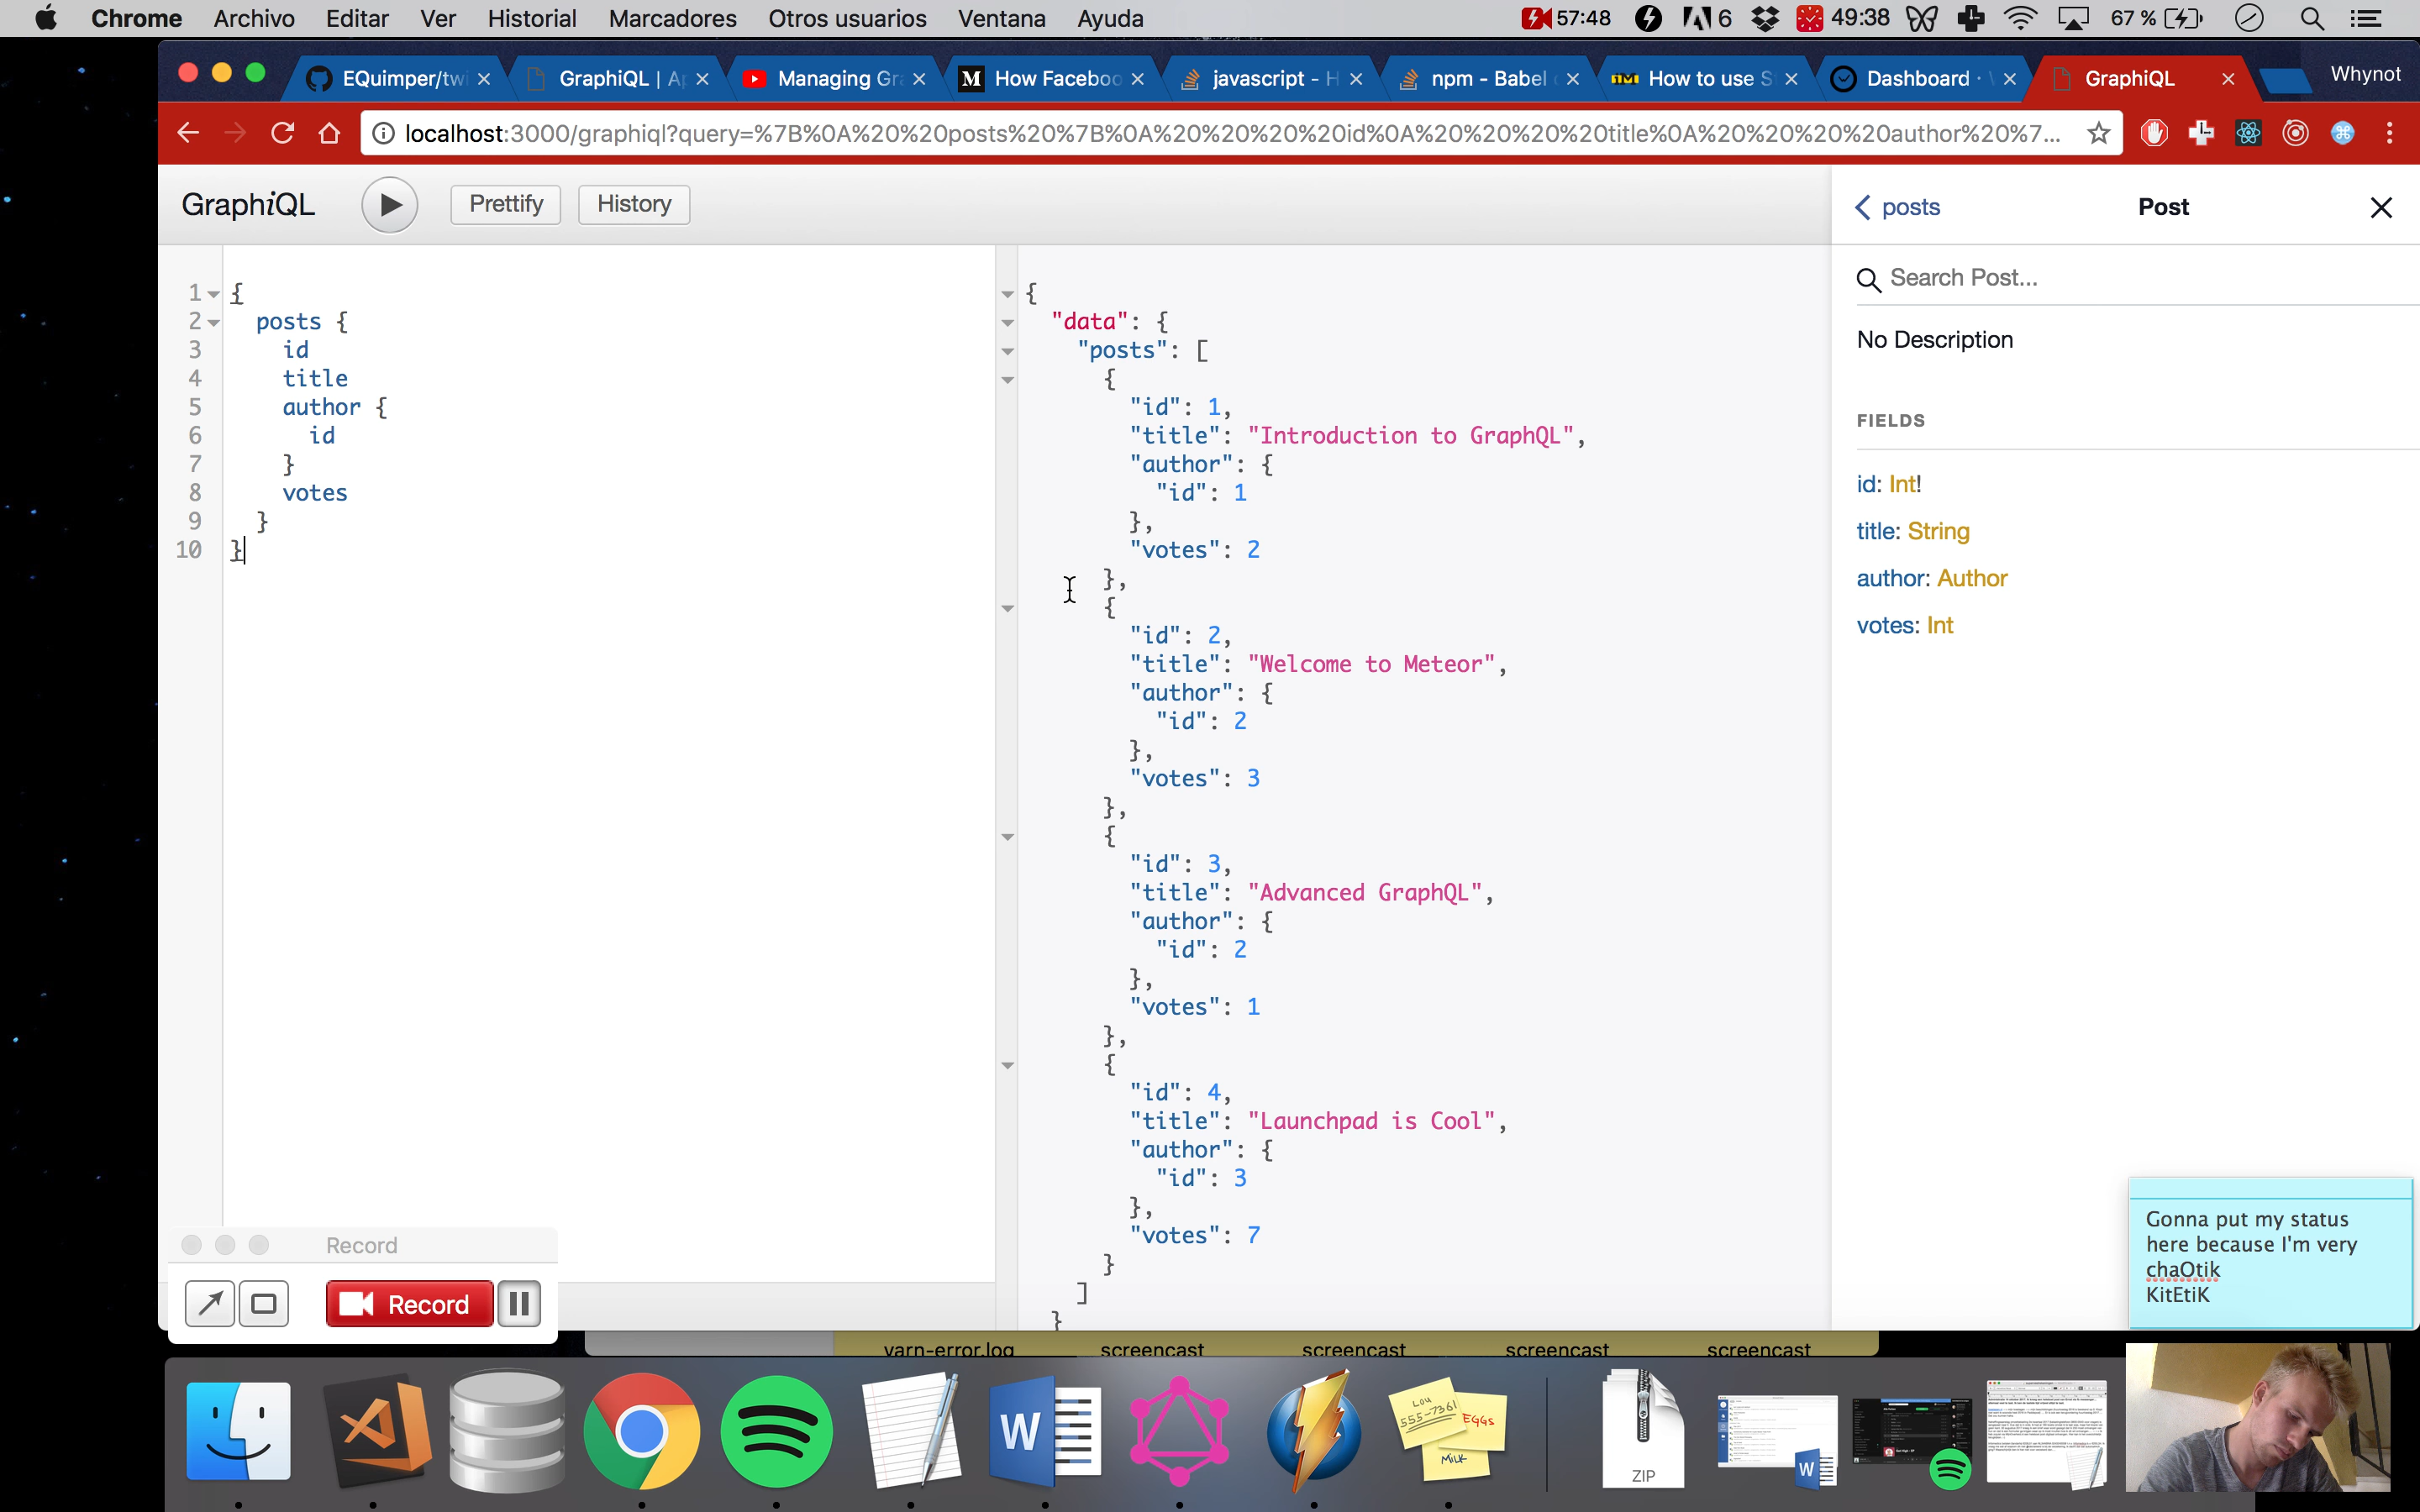 Chrome Archivo Editar Ver Historial Marcadores Otros usuarios Ventana Ayuda 57:48 6 49:38 67 %
EQuimper/twi GraphiQL | Ap Managing Gra How Faceboo javascript - H npm - Babel How to use S Dashboard · GraphiQL Whynot
localhost:3000/graphiql?query=%7B%0A%20%20posts%20%7B%0A%20%20%20%20id%0A%20%20%20%20title%0A%20%20%20%20author%20%7...
GraphiQL Prettify History
posts Post
Search Post...
No Description
FIELDS
id: Int!
title: String
author: Author
votes: Int
1 {
2 posts {
3 id
4 title
5 author {
6 id
7 }
8 votes
9 }
10 }
{
"data": {
"posts": [
{
"id": 1,
"title": "Introduction to GraphQL",
"author": {
"id": 1
},
"votes": 2
},
{
"id": 2,
"title": "Welcome to Meteor",
"author": {
"id": 2
},
"votes": 3
},
{
"id": 3,
"title": "Advanced GraphQL",
"author": {
"id": 2
},
"votes": 1
},
{
"id": 4,
"title": "Launchpad is Cool",
"author": {
"id": 3
},
"votes": 7
}
]
}
Gonna put my status
here because I'm very
chaOtik
KitEtiK
Record
Record
yarn-error.log screencast screencast screencast screencast
W
LOU
555-7361
EGGS
MILK
ZIP
W